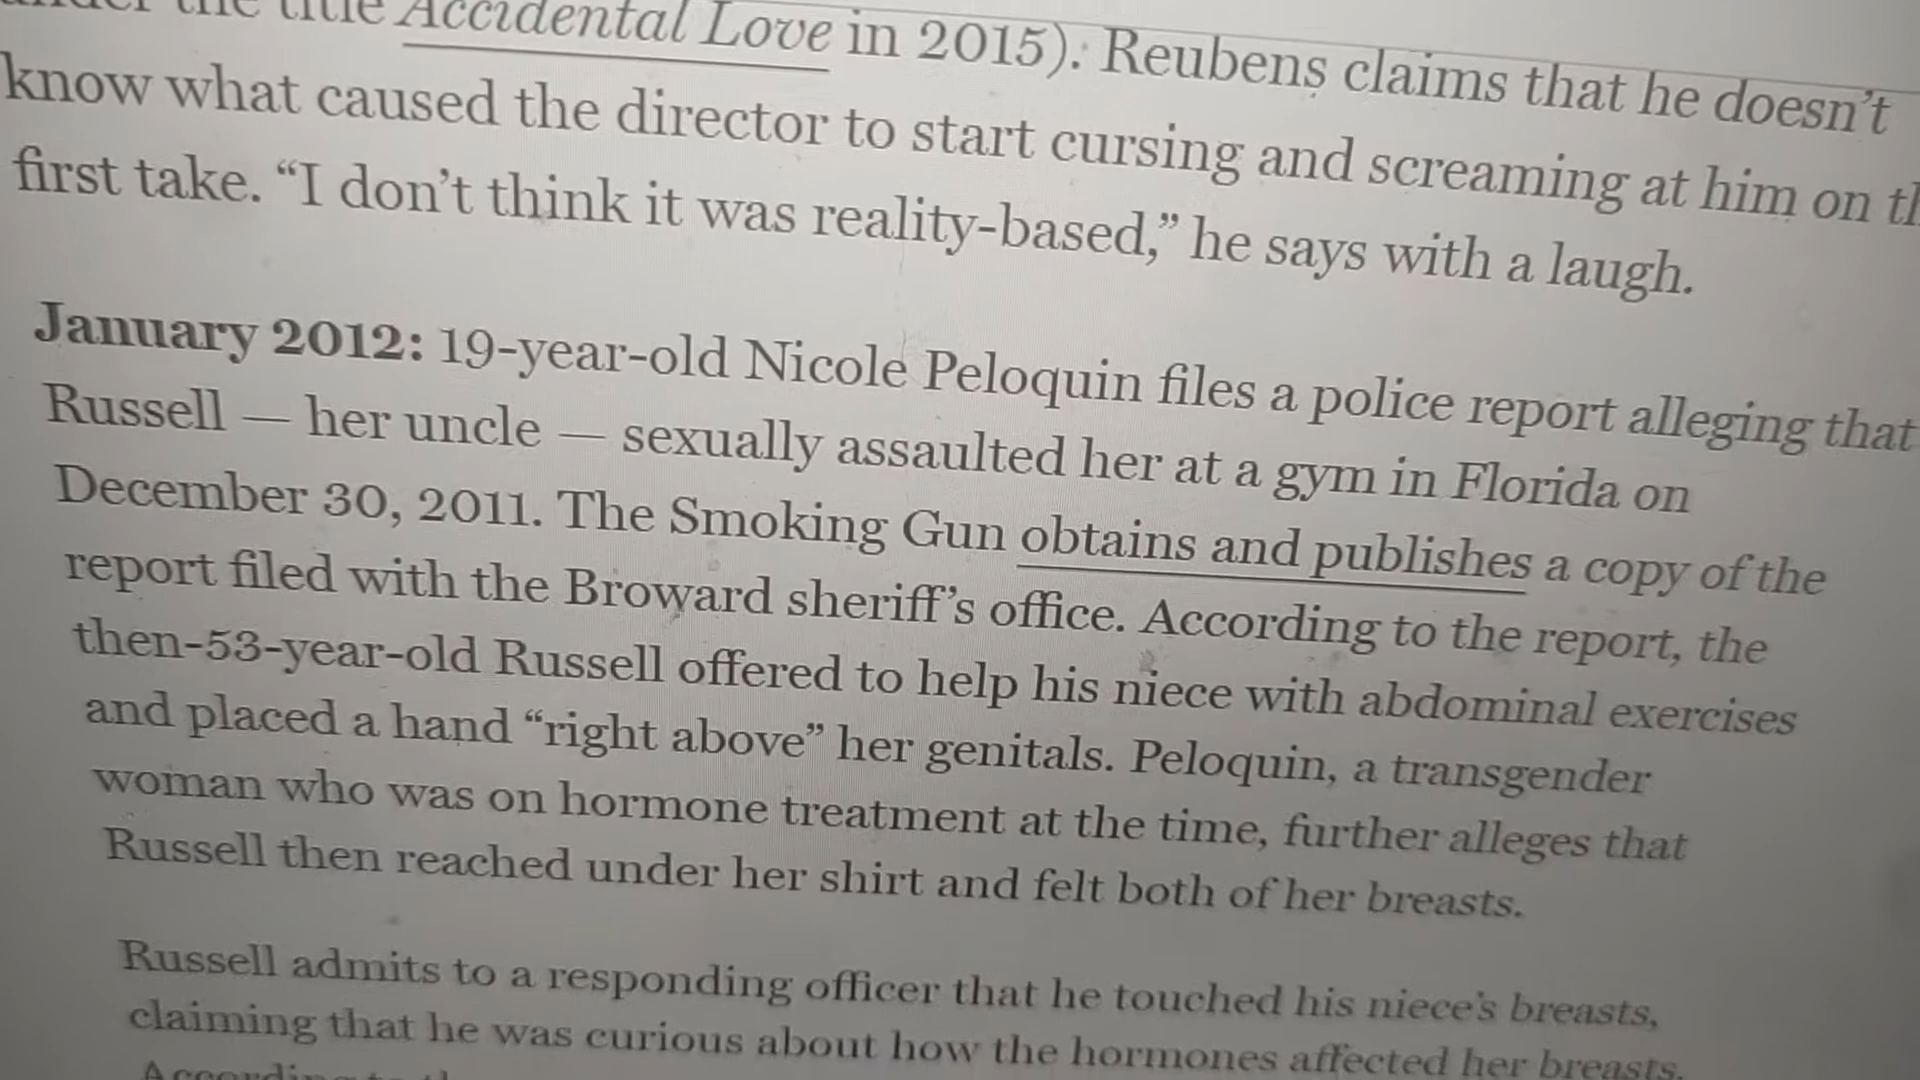 under the title Accidental Love in 2015). Reubens claims that he doesn't
know what caused the director to start cursing and screaming at him on
first take. “I don't think it was reality-based,” he says with a laugh.
January 2012: 19-year-old Nicole Peloquin files a police report alleging that
Russell — her uncle — sexually assaulted her at a gym in Florida on
December 30, 2011. The Smoking Gun obtains and publishes a copy of the
report filed with the Broward sheriff's office. According to the report, the
then-53-year-old Russell offered to help his niece with abdominal exercises
and placed a hand “right above” her genitals. Peloquin, a transgender
woman who was on hormone treatment at the time, further alleges that
Russell then reached under her shirt and felt both of her breasts.
Russell admits to a responding officer that he touched his niece's breasts,
claiming that he was curious about how the hormones affected her breasts.
According to